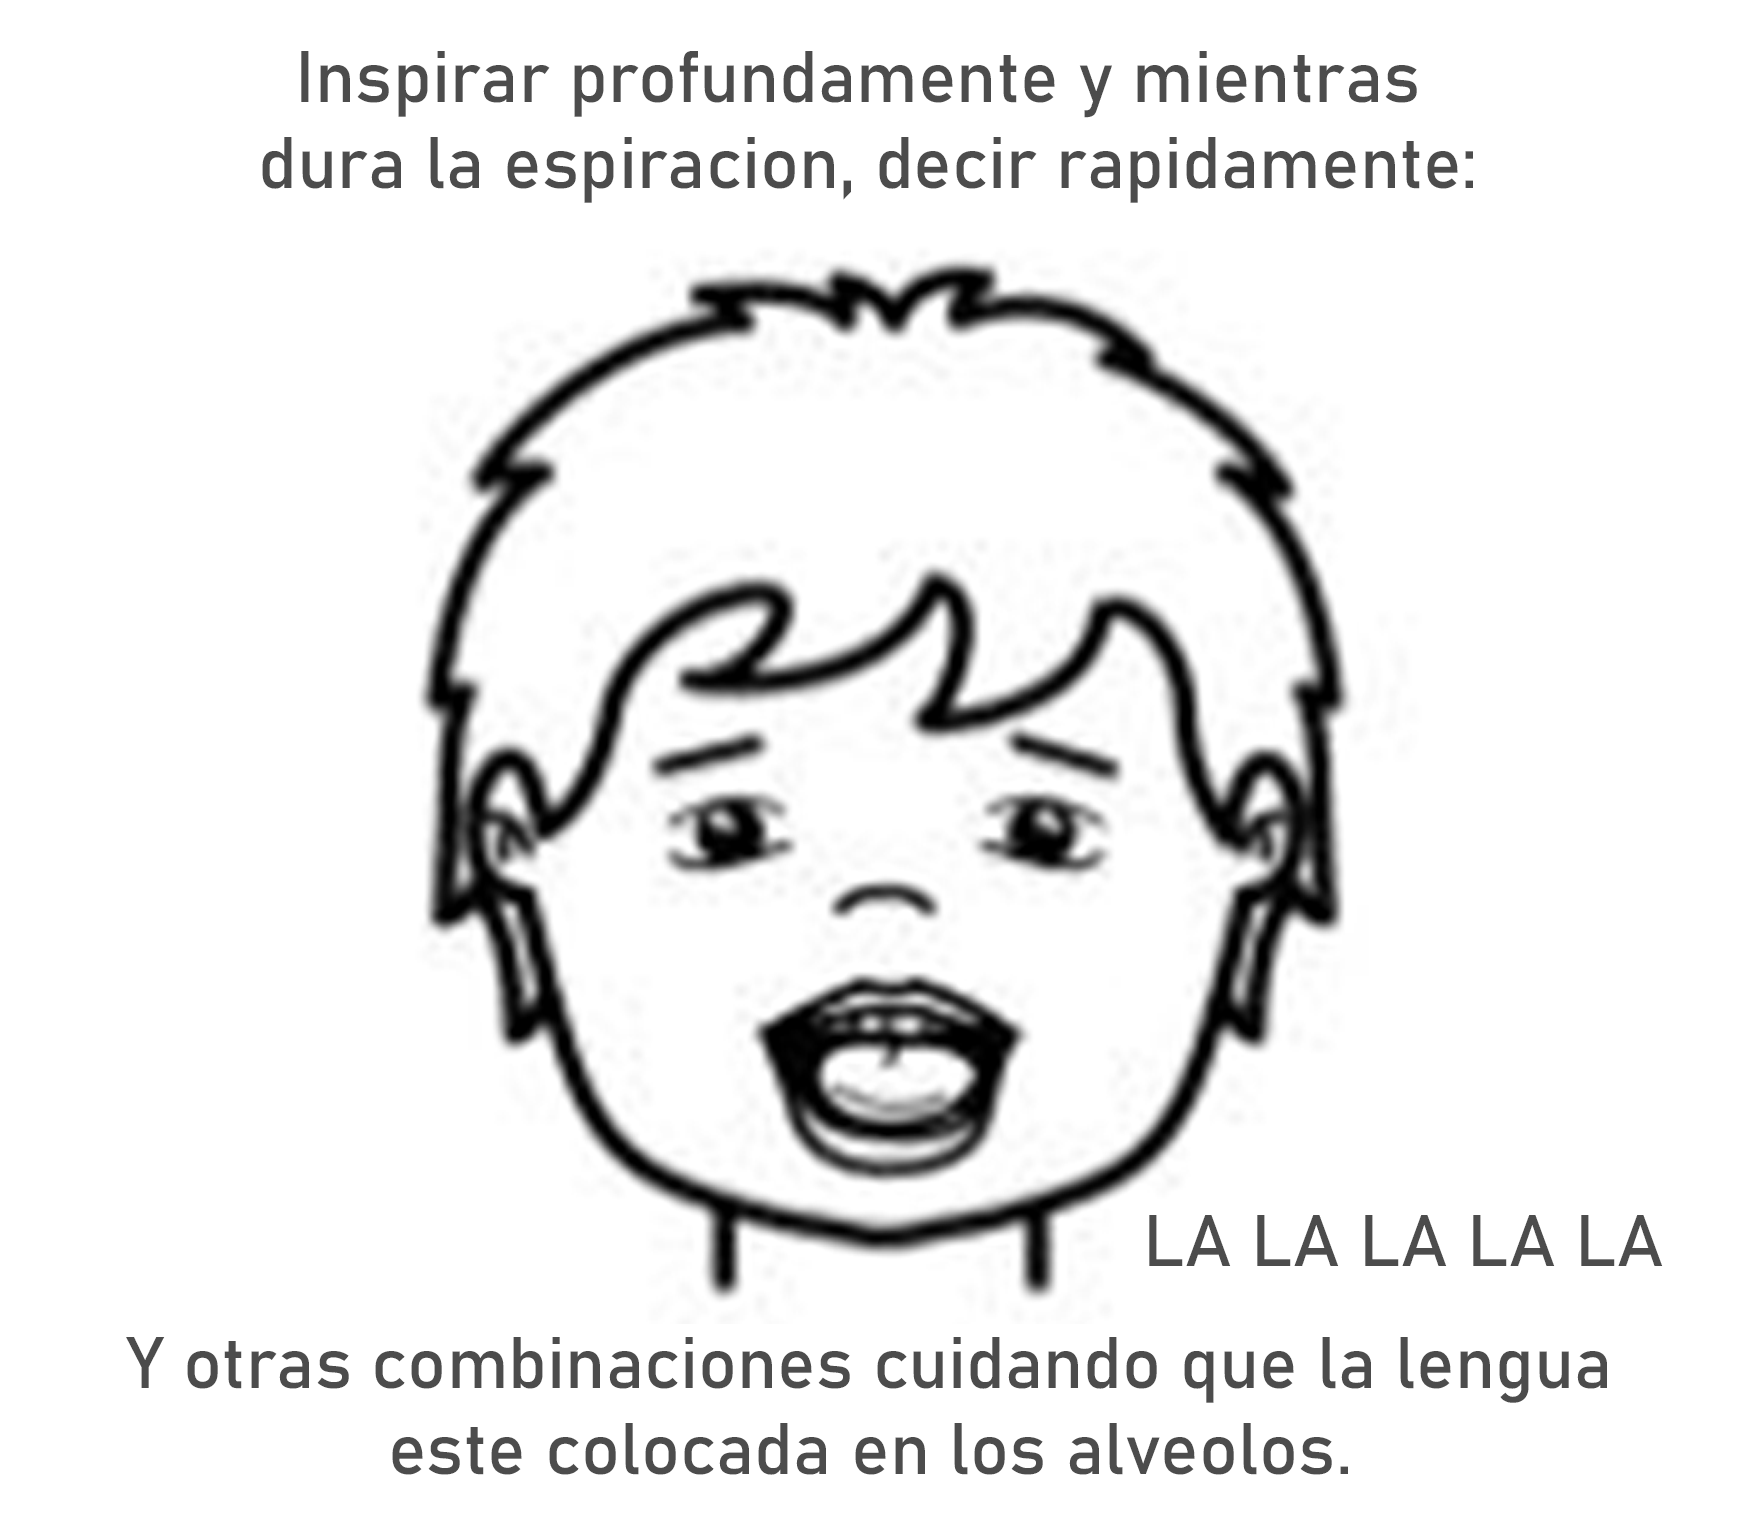 Inspirar profundamente y mientras
dura la espiracion, decir rapidamente:
LA LA LA LA LA
Y otras combinaciones cuidando que la lengua
este colocada en los alveolos.